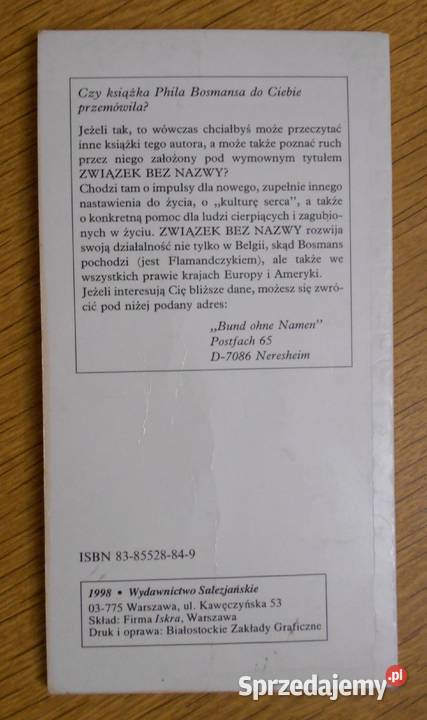 Czy książka Phila Bosmansa do Ciebie
przemówiła?
Jeżeli tak, to wówczas chciałbyś może przeczytać
inne książki tego autora, a może także poznać ruch
przez niego założony pod wymownym tytułem
ZWIĄZEK BEZ NAZWY?
Chodzi tam o impulsy dla nowego, zupełnie innego
nastawienia do życia, o „kulturę serca”, a także
o konkretną pomoc dla ludzi cierpiących i zagubio-
nych w życiu. ZWIĄZEK BEZ NAZWY rozwija
swoją działalność nie tylko w Belgii, skąd Bosmans
pochodzi (jest Flamandczykiem), ale także we
wszystkich prawie krajach Europy i Ameryki.
Jeżeli interesują Cię bliższe dane, możesz się zwró-
cić pod niżej podany adres:
„Bund ohne Namen”
Postfach 65
D-7086 Neresheim
ISBN 83-85528-84-9
1998 • Wydawnictwo Salezjańskie
03-775 Warszawa, ul. Kawęczyńska 53
Skład: Firma Iskra, Warszawa
Druk i oprawa: Białostockie Zakłady Graficzne
Sprzedajemy.pl